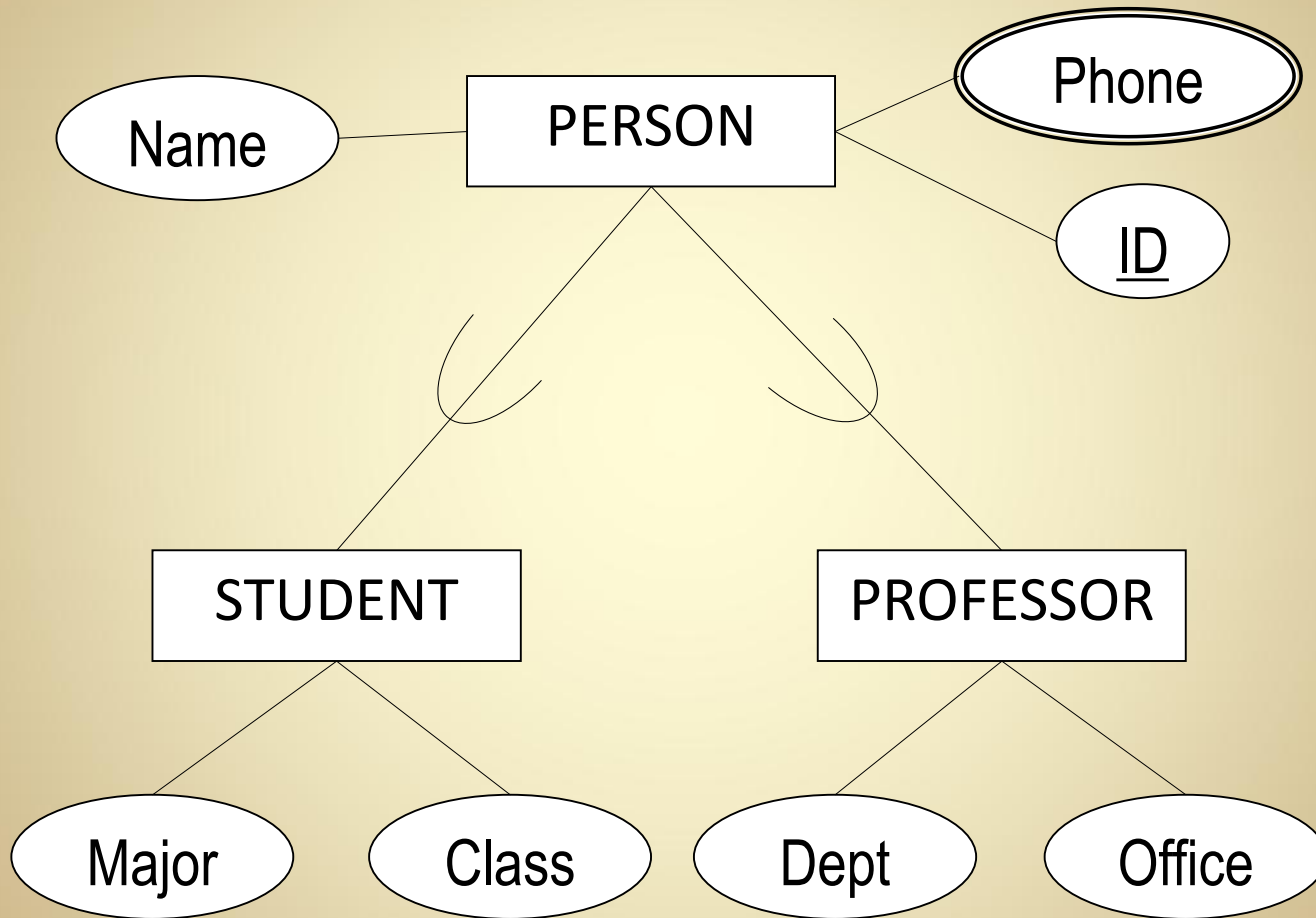 Phone
PERSON
Name
ID
STUDENT
PROFESSOR
Major
Class
Dept
Office